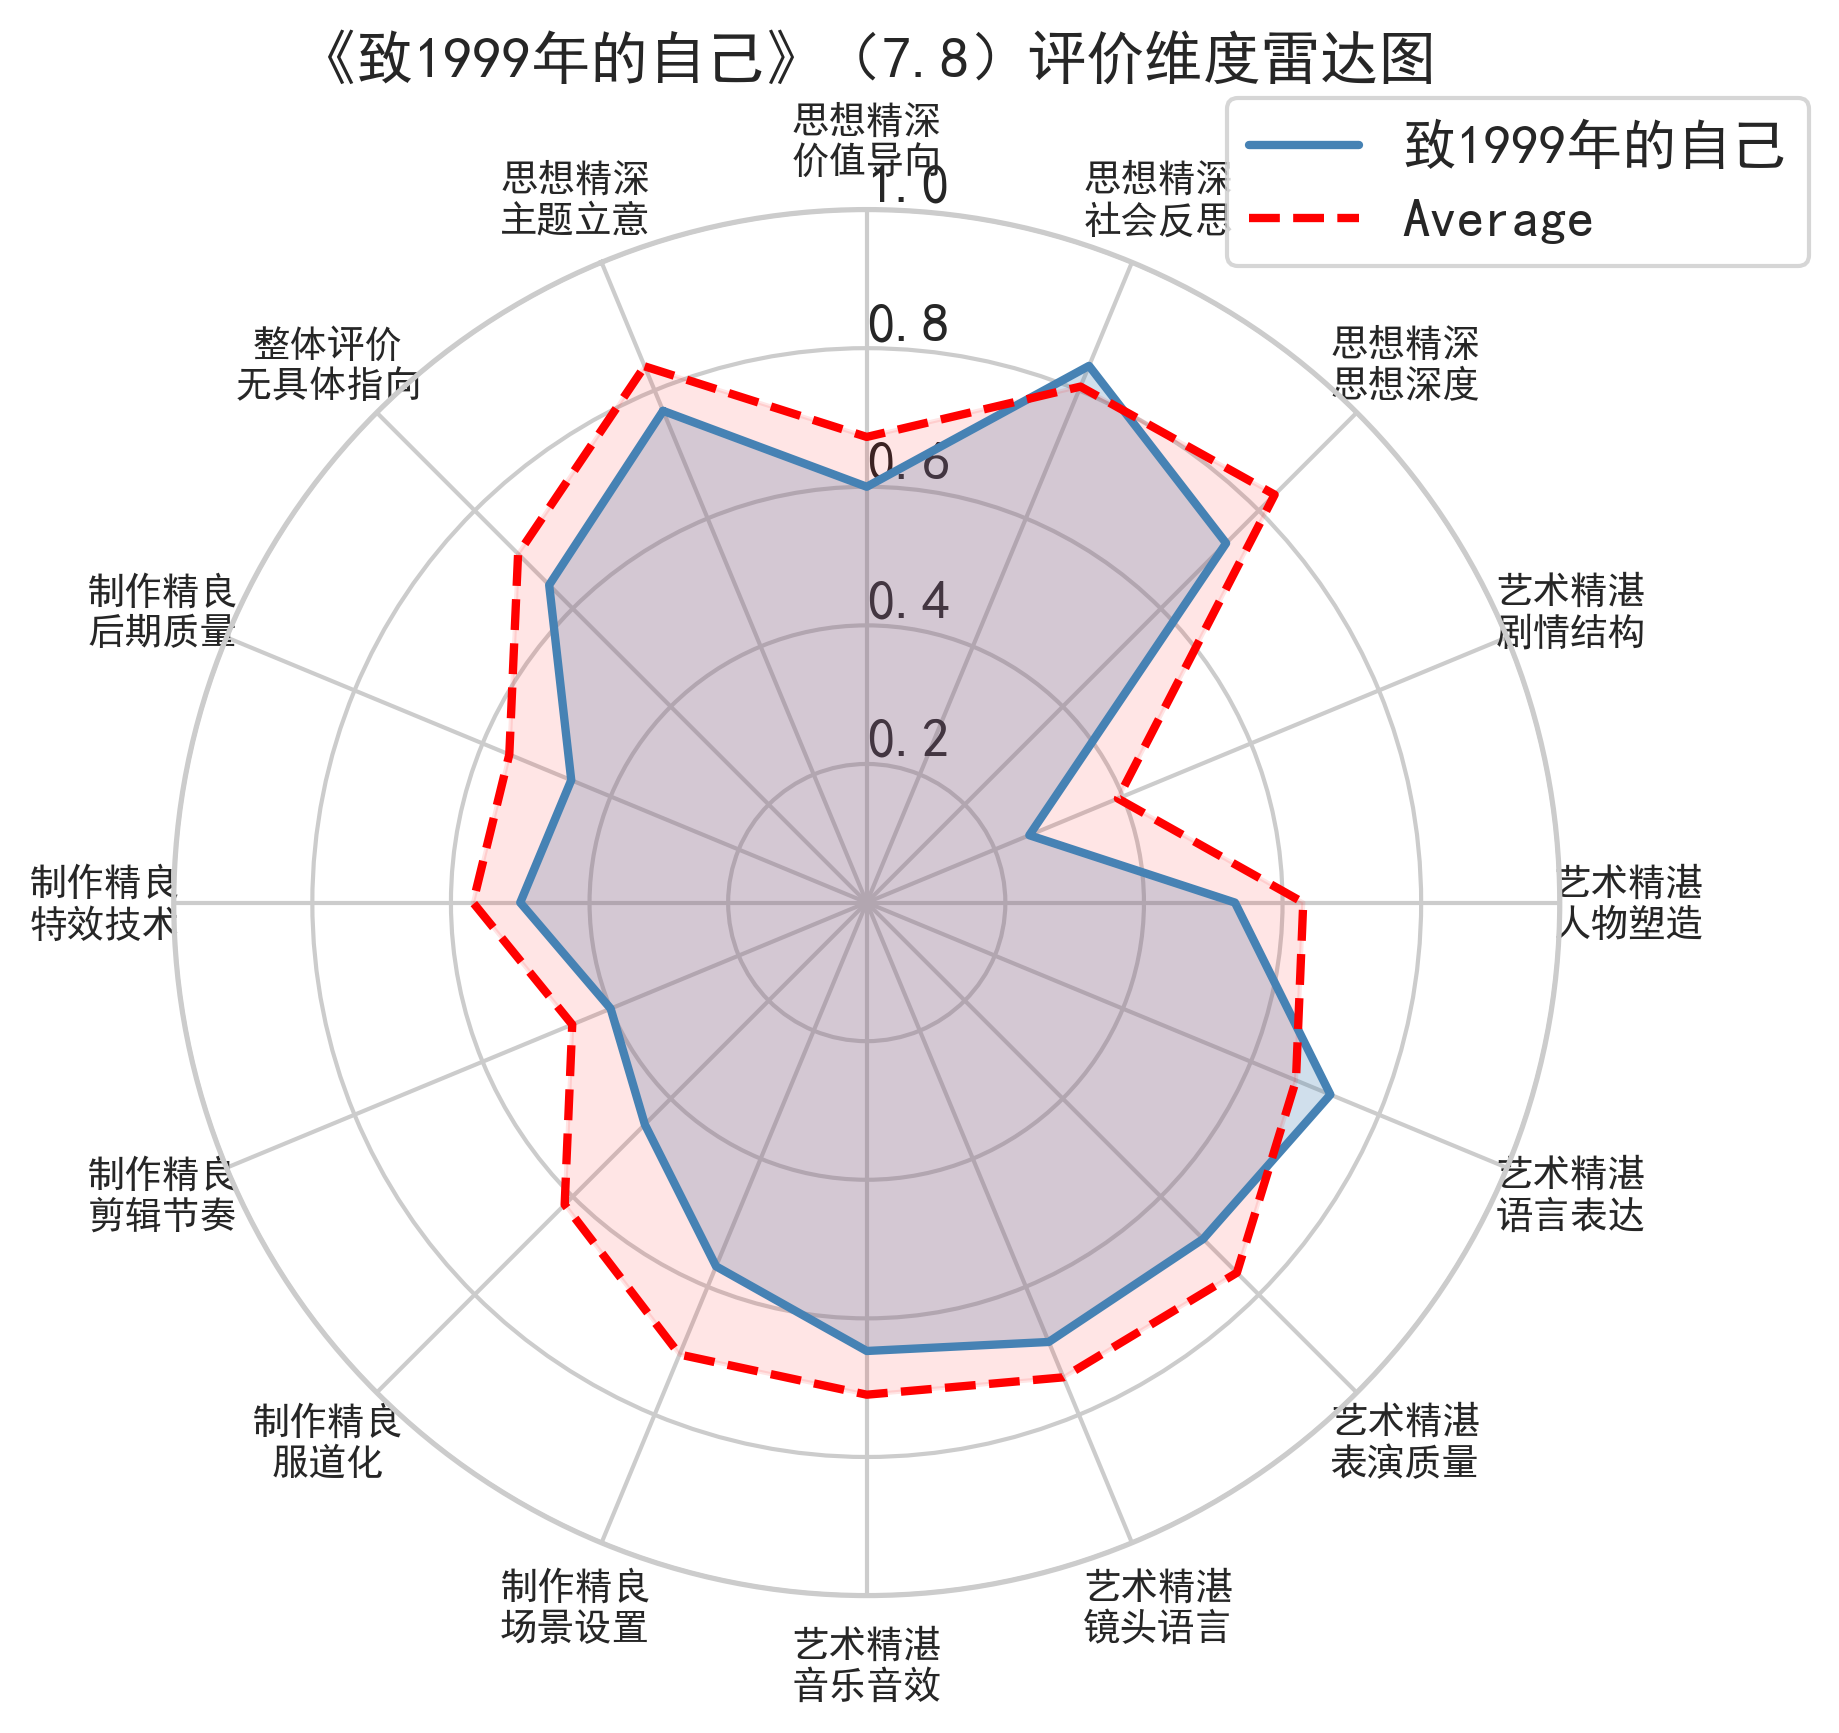 《致1999年的自己》（7.8）评价维度雷达图
致1999年的自己
Average
思想精深
价值导向
思想精深
社会反思
思想精深
思想深度
艺术精湛
剧情结构
艺术精湛
人物塑造
艺术精湛
语言表达
艺术精湛
表演质量
艺术精湛
镜头语言
艺术精湛
音乐音效
制作精良
场景设置
制作精良
服道化
制作精良
剪辑节奏
制作精良
特效技术
制作精良
后期质量
整体评价
无具体指向
思想精深
主题立意
1.0
0.8
0.6
0.4
0.2